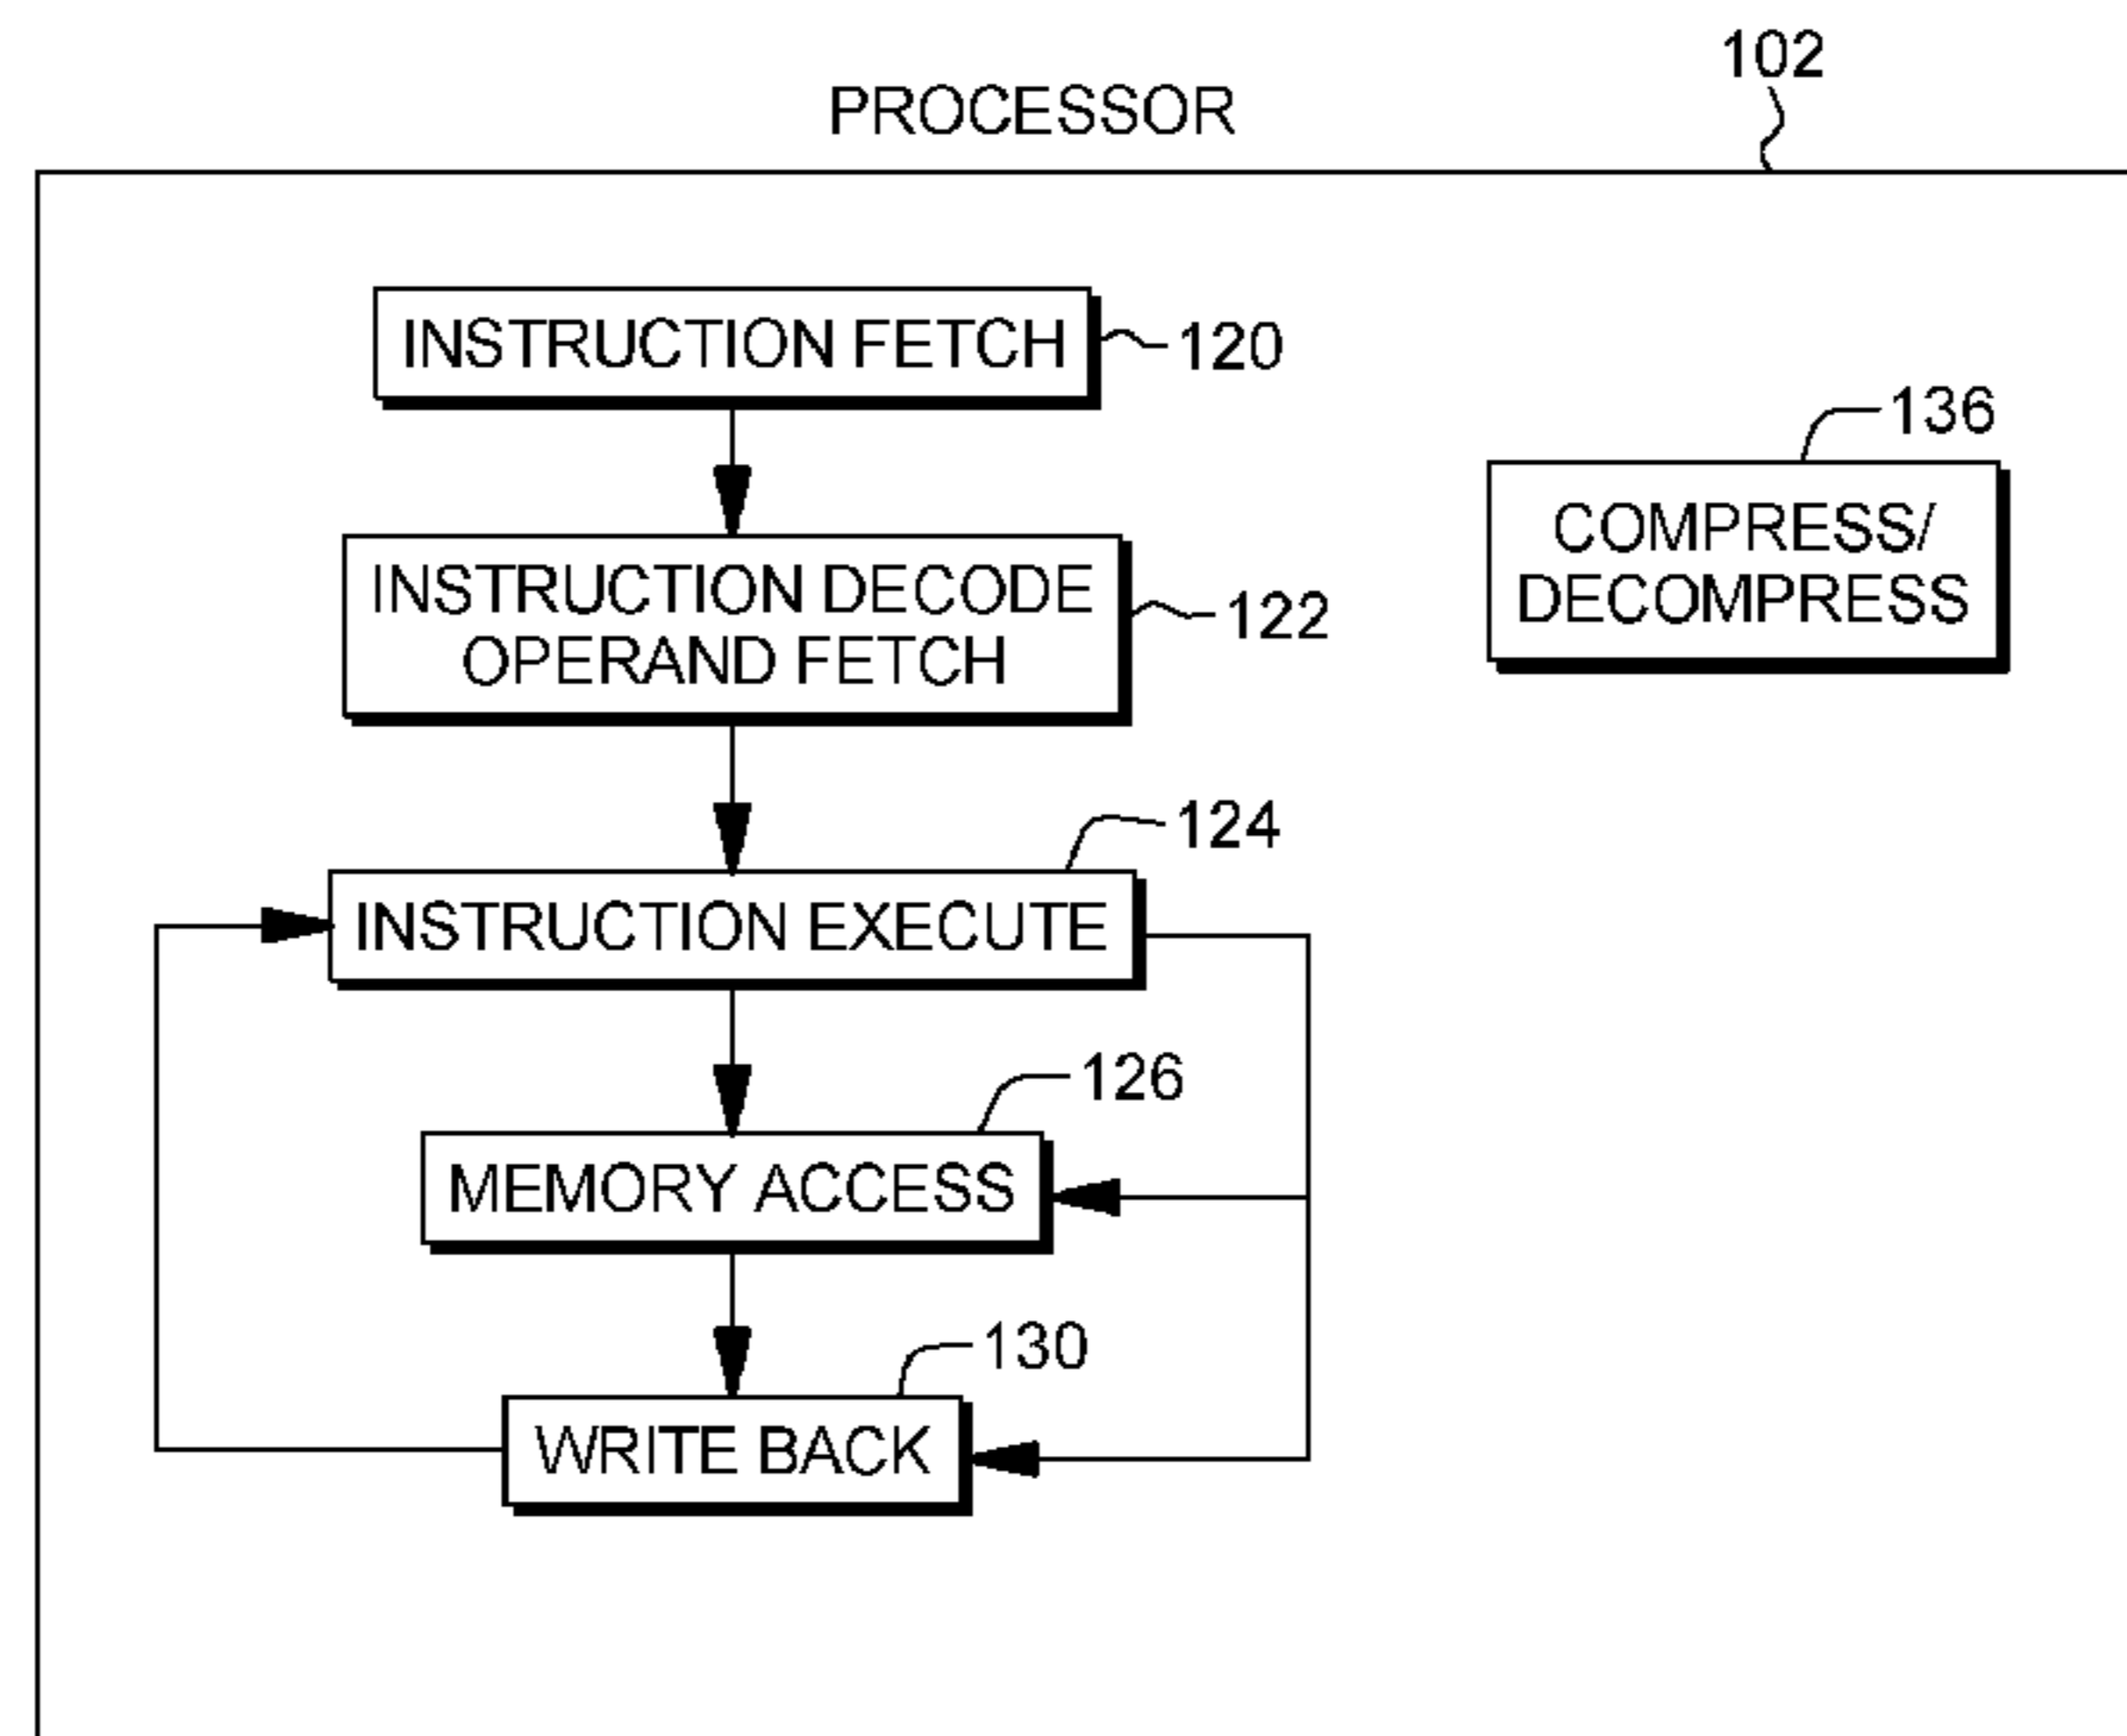 102
PROCESSOR
INSTRUCTION FETCH
120
136
COMPRESS/
DECOMPRESS
INSTRUCTION DECODE
OPERAND FETCH
122
124
INSTRUCTION EXECUTE
126
MEMORY ACCESS
130
WRITE BACK